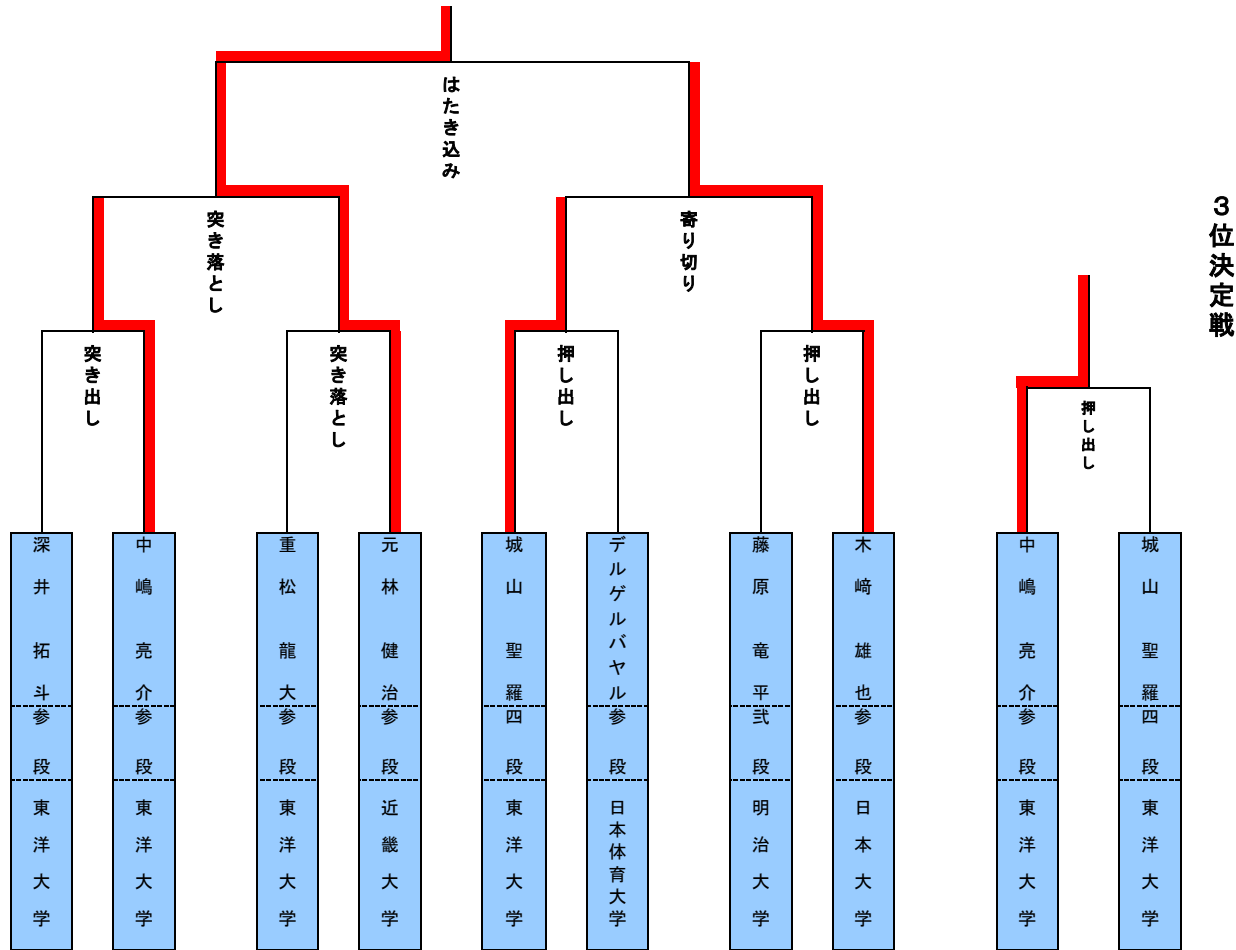 はたき込み
突き落とし
寄り切り
３位決定戦
突き出し
突き落とし
押し出し
押し出し
押し出し
深井 拓斗
参段
東洋大学
中嶋 亮介
参段
東洋大学
重松 龍大
参段
東洋大学
元林 健治
参段
近畿大学
城山 聖羅
四段
東洋大学
デルゲルバヤル
参段
日本体育大学
藤原 竜平
弐段
明治大学
木﨑 雄也
参段
日本大学
中嶋 亮介
参段
東洋大学
城山 聖羅
四段
東洋大学